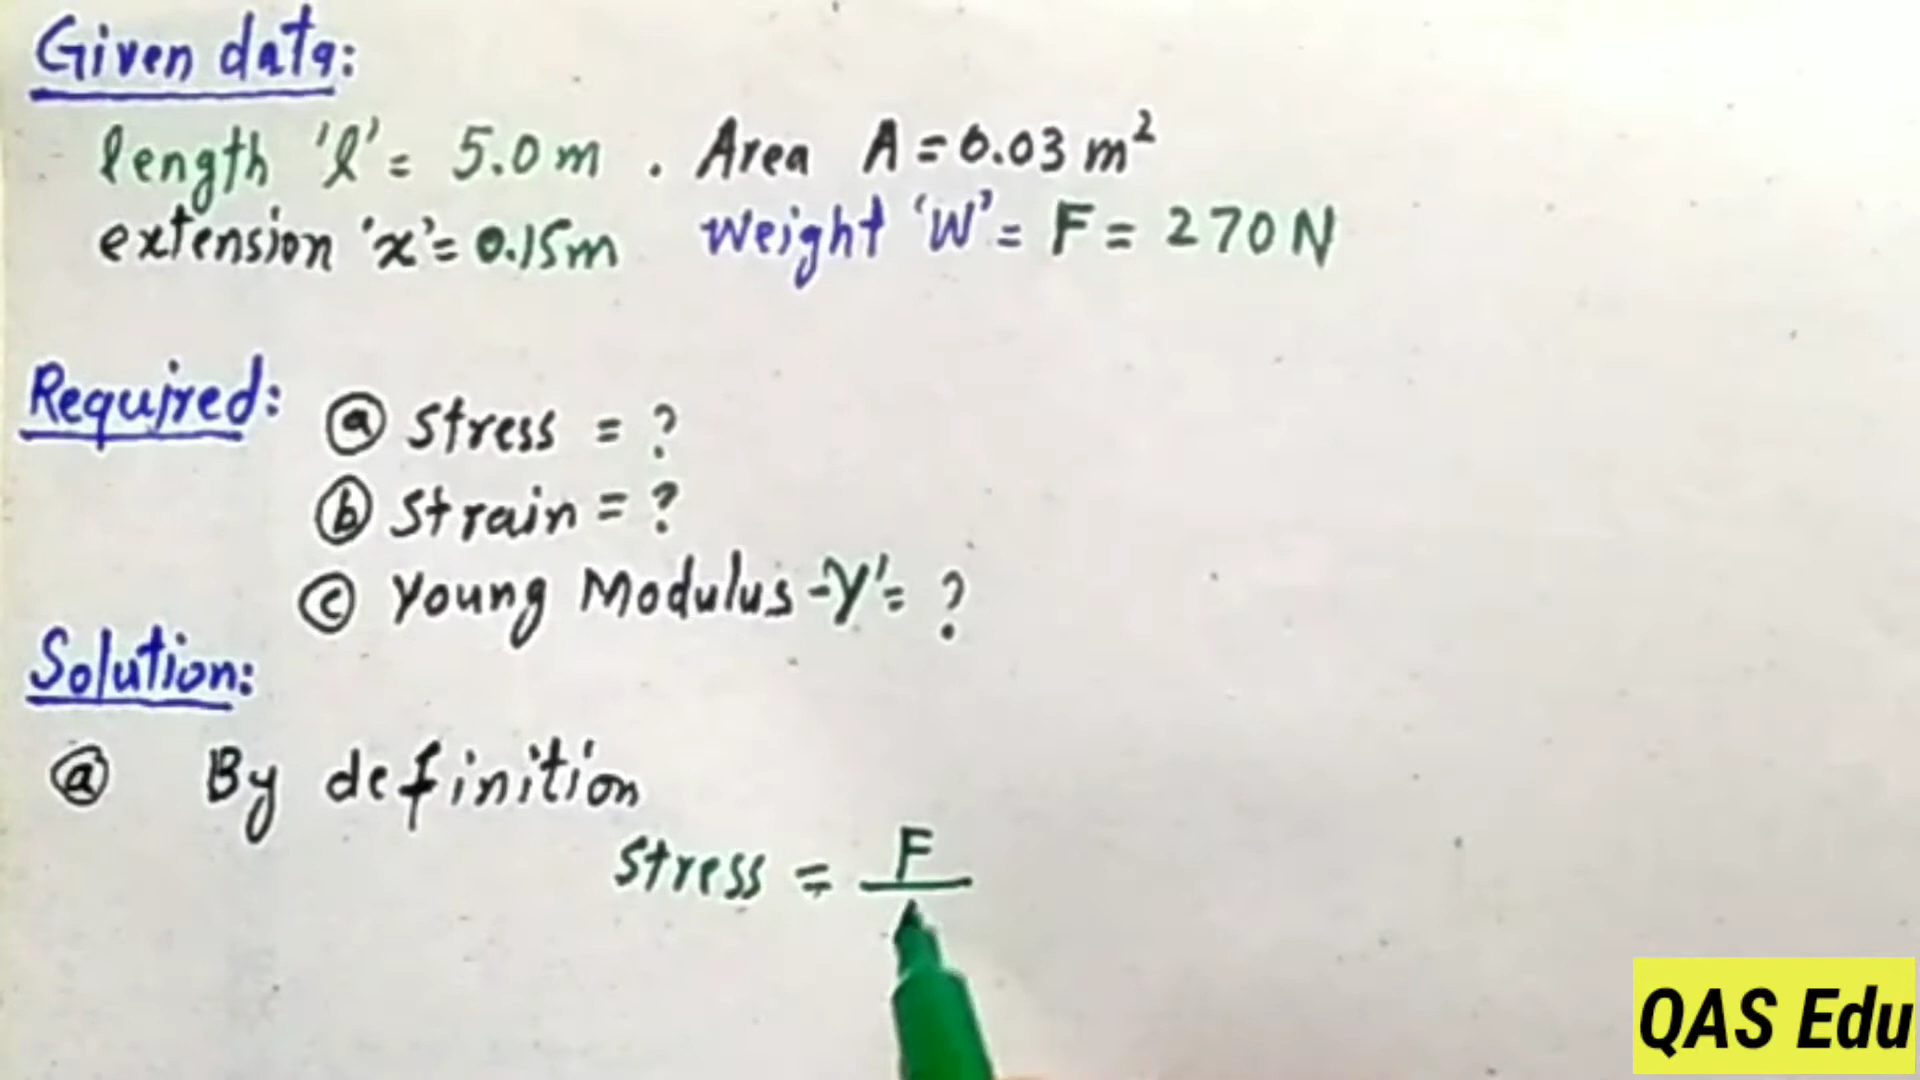 Given data:
length 'l' = 5.0 m . Area A = 0.03 m²
extension 'x' = 0.15m weight 'W' = F = 270 N
Required: ⓐ stress = ?
ⓑ strain = ?
ⓒ Young Modulus -Y' = ?
Solution:
ⓐ By definition
stress = F
QAS Edu